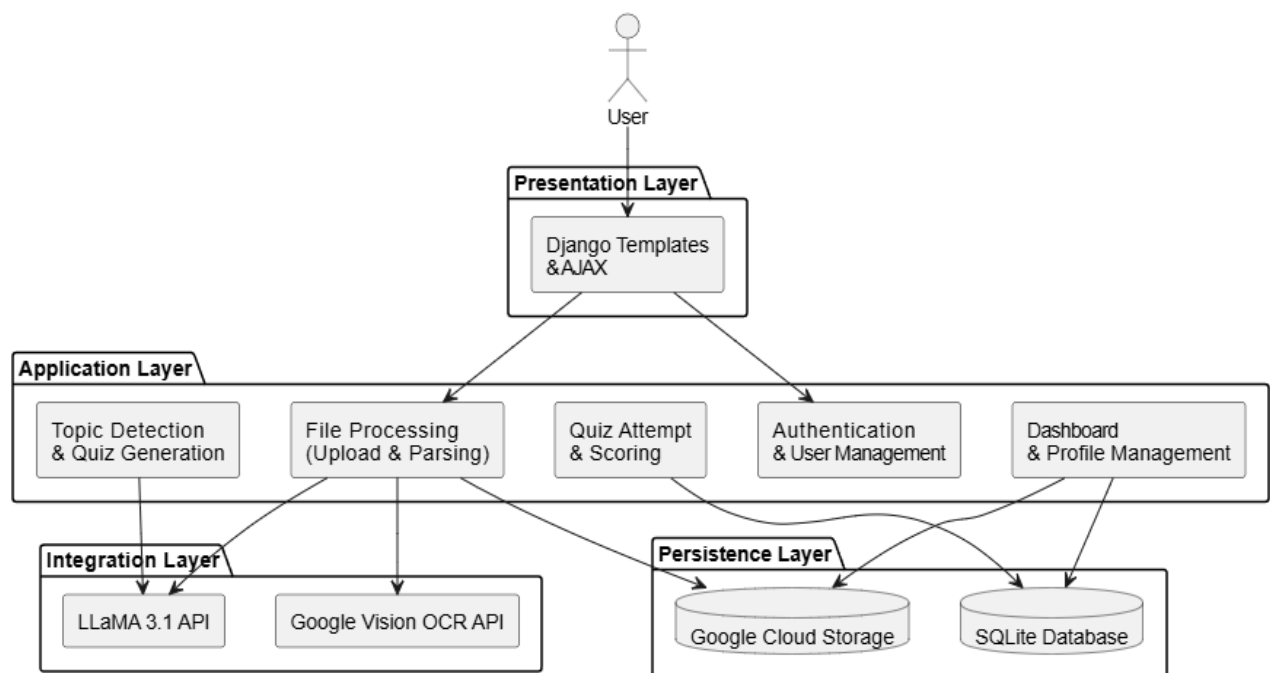 User
Presentation Layer
Django Templates
&AJAX
Application Layer
Topic Detection
& Quiz Generation
File Processing
(Upload & Parsing)
Quiz Attempt
& Scoring
Authentication
& User Management
Dashboard
& Profile Management
Integration Layer
LLaMA 3.1 API
Google Vision OCR API
Persistence Layer
Google Cloud Storage
SQLite Database